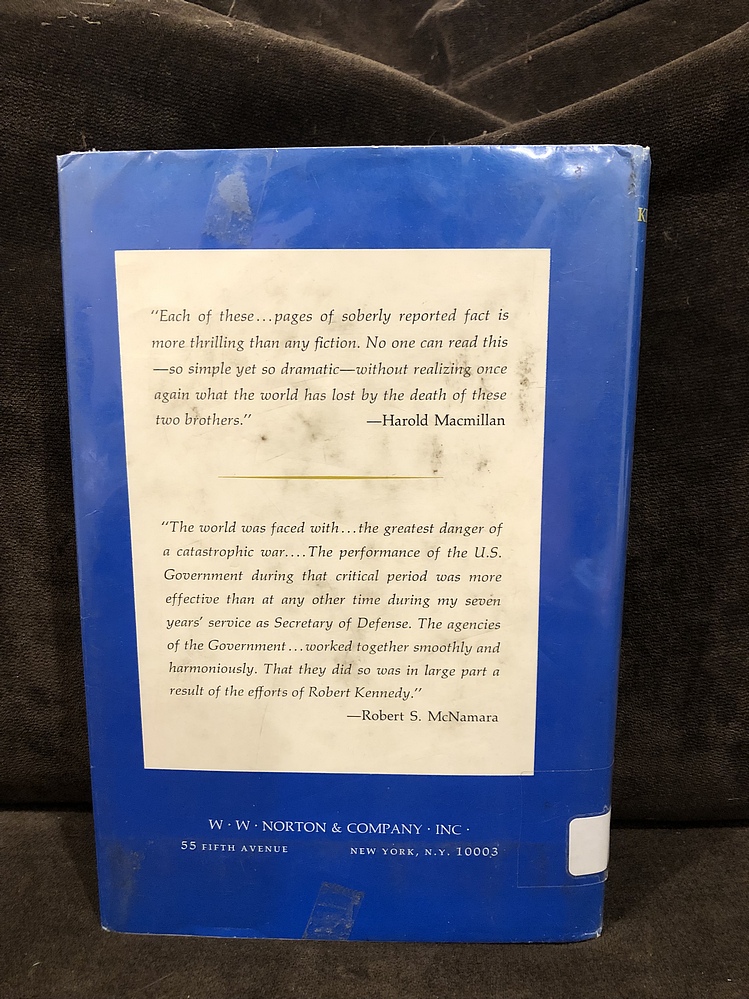 “Each of these...pages of soberly reported fact is
more thrilling than any fiction. No one can read this
—so simple yet so dramatic—without realizing once
again what the world has lost by the death of these
two brothers.” —Harold Macmillan
“The world was faced with...the greatest danger of
a catastrophic war....The performance of the U.S.
Government during that critical period was more
effective than at any other time during my seven
years’ service as Secretary of Defense. The agencies
of the Government...worked together smoothly and
harmoniously. That they did so was in large part a
result of the efforts of Robert Kennedy.”
—Robert S. McNamara
W · W · NORTON & COMPANY · INC ·
55 FIFTH AVENUE NEW YORK, N.Y. 10003
K